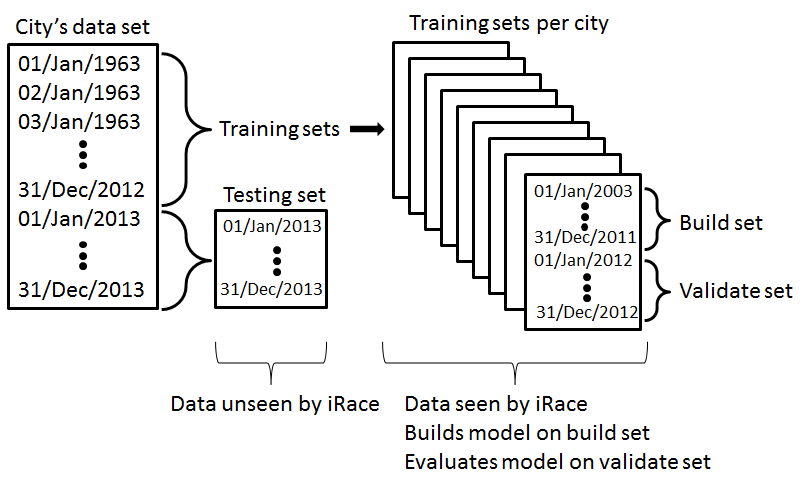 City's data set
01/Jan/1963
02/Jan/1963
03/Jan/1963
31/Dec/2012
01/Jan/2013
31/Dec/2013
Training sets
Testing set
01/Jan/2013
31/Dec/2013
Training sets per city
01/Jan/2003
31/Dec/2011
01/Jan/2012
31/Dec/2012
Build set
Validate set
Data unseen by iRace
Data seen by iRace
Builds model on build set
Evaluates model on validate set